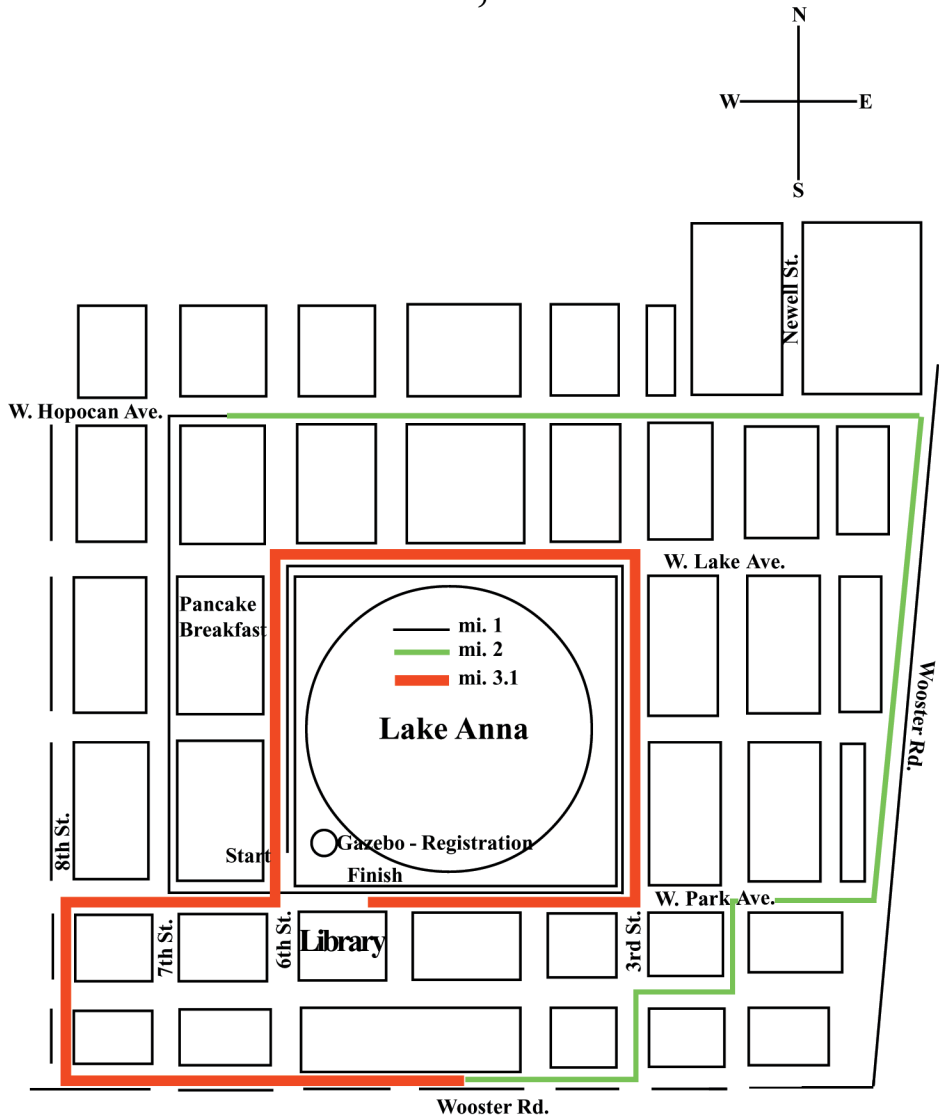 N
W E
S
Newell St.
W. Hopocan Ave.
W. Lake Ave.
Pancake
Breakfast
mi. 1
mi. 2
mi. 3.1
Lake Anna
Wooster Rd.
8th St.
Start
Gazebo - Registration
Finish
W. Park Ave.
7th St.
6th St.
Library
3rd St.
Wooster Rd.